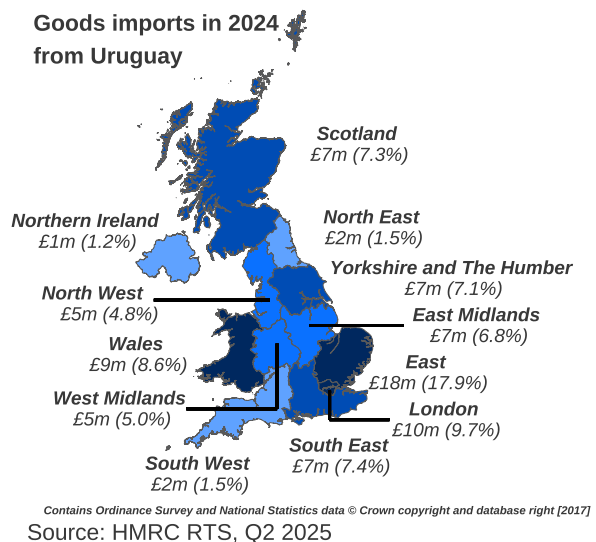 Goods imports in 2024
from Uruguay
Scotland
£7m (7.3%)
Northern Ireland
£1m (1.2%)
North East
£2m (1.5%)
Yorkshire and The Humber
£7m (7.1%)
North West
£5m (4.8%)
East Midlands
£7m (6.8%)
Wales
£9m (8.6%)
East
£18m (17.9%)
West Midlands
£5m (5.0%)
London
£10m (9.7%)
South East
£7m (7.4%)
South West
£2m (1.5%)
Contains Ordinance Survey and National Statistics data © Crown copyright and database right [2017]
Source: HMRC RTS, Q2 2025